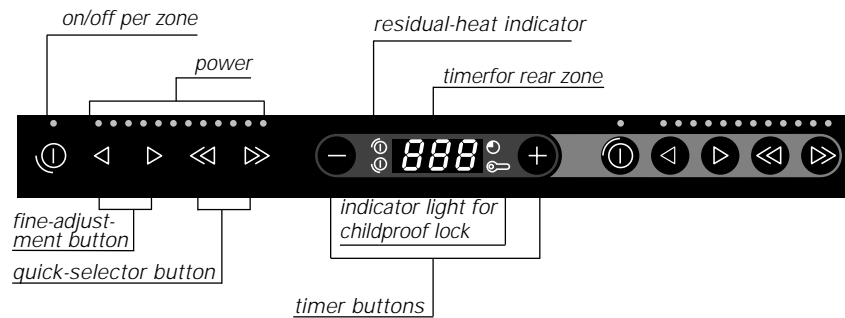 on/off per zone
residual-heat indicator
power
timerfor rear zone
888
fine-adjust-
ment button
indicator light for
childproof lock
quick-selector button
timer buttons